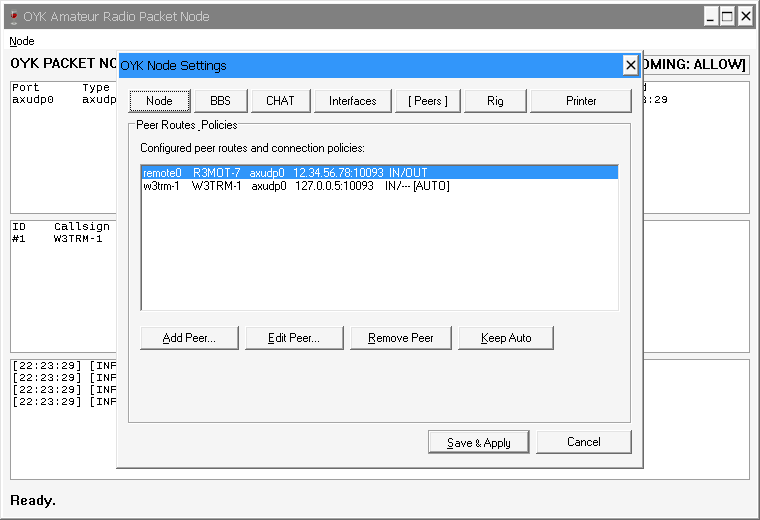 OYK Amateur Radio Packet Node
Node
OYK PACKET NO
OMING: ALLOW]
OYK Node Settings
Node BBS CHAT Interfaces [ Peers ] Rig Printer
Port Type
axudp0 axudp
d
3:29
Peer Routes Policies
Configured peer routes and connection policies:
remote0 R3MOT-7 axudp0 12.34.56.78:10093 IN/OUT
w3trm-1 W3TRM-1 axudp0 127.0.0.5:10093 IN/--- [AUTO]
ID Callsign
#1 W3TRM-1
Add Peer... Edit Peer... Remove Peer Keep Auto
[22:23:29] [INF
[22:23:29] [INF
[22:23:29] [INF
[22:23:29] [INF
Save & Apply Cancel
Ready.